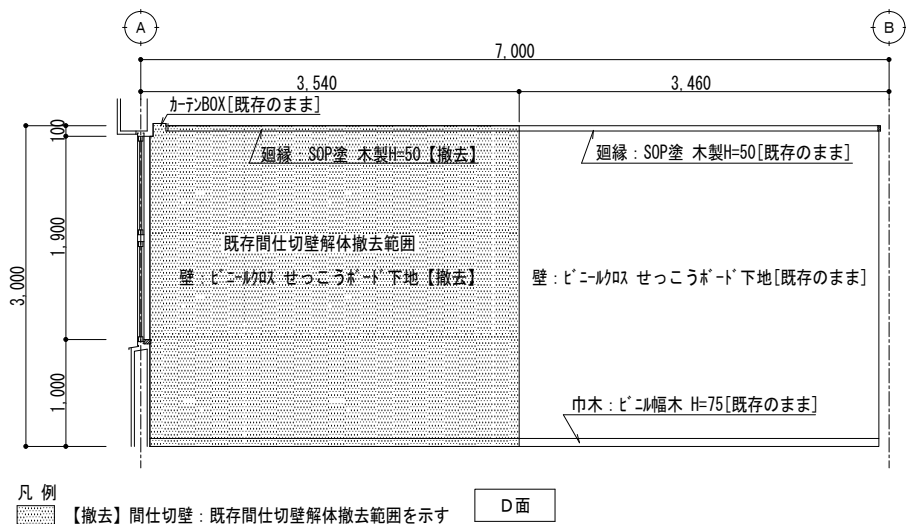 A
B
7,000
3,540
3,460
ｶｰﾃﾝBOX[既存のまま]
100
廻縁：SOP塗 木製H=50【撤去】
廻縁：SOP塗 木製H=50[既存のまま]
1,900
3,000
既存間仕切壁解体撤去範囲
壁：ﾋﾞﾆｰﾙｸﾛｽ せっこうﾎﾞｰﾄﾞ下地【撤去】
壁：ﾋﾞﾆｰﾙｸﾛｽ せっこうﾎﾞｰﾄﾞ下地[既存のまま]
1,000
巾木：ﾋﾞﾆﾙ幅木 H=75[既存のまま]
凡 例
【撤去】間仕切壁：既存間仕切壁解体撤去範囲を示す
D面